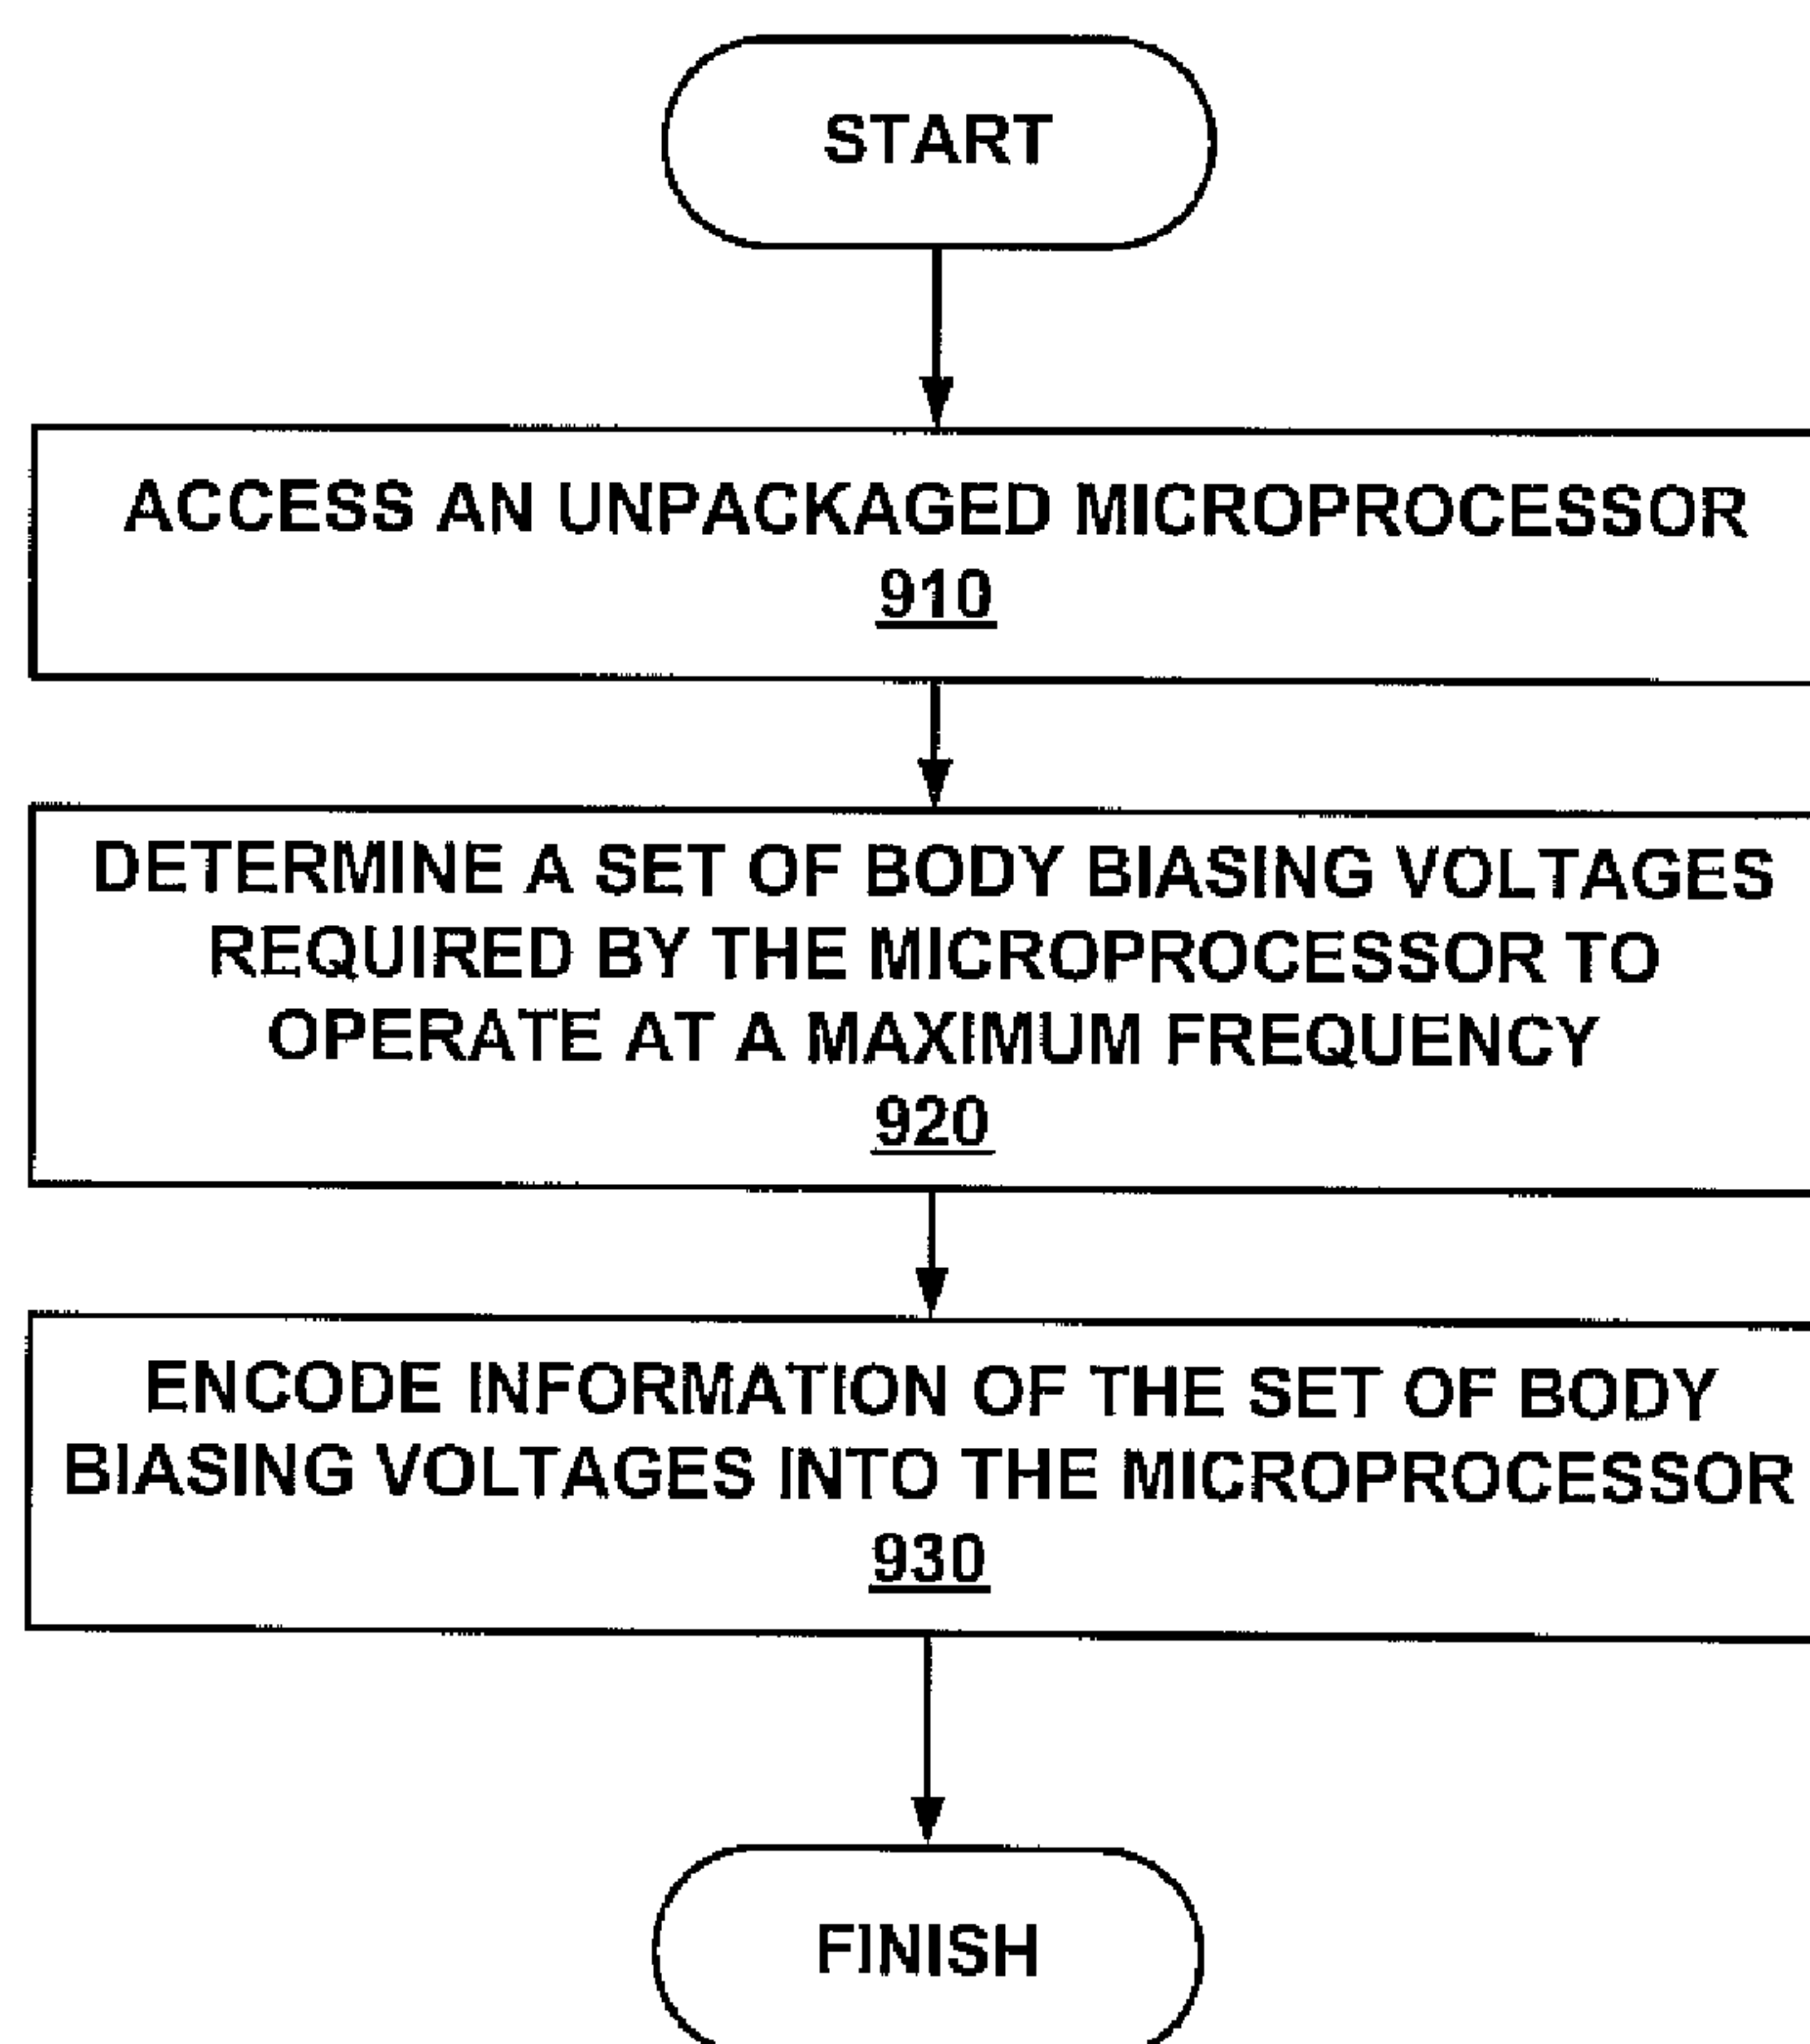 START
ACCESS AN UNPACKAGED MICROPROCESSOR
910
DETERMINE A SET OF BODY BIASING VOLTAGES
REQUIRED BY THE MICROPROCESSOR TO
OPERATE AT A MAXIMUM FREQUENCY
920
ENCODE INFORMATION OF THE SET OF BODY
BIASING VOLTAGES INTO THE MICROPROCESSOR
930
FINISH